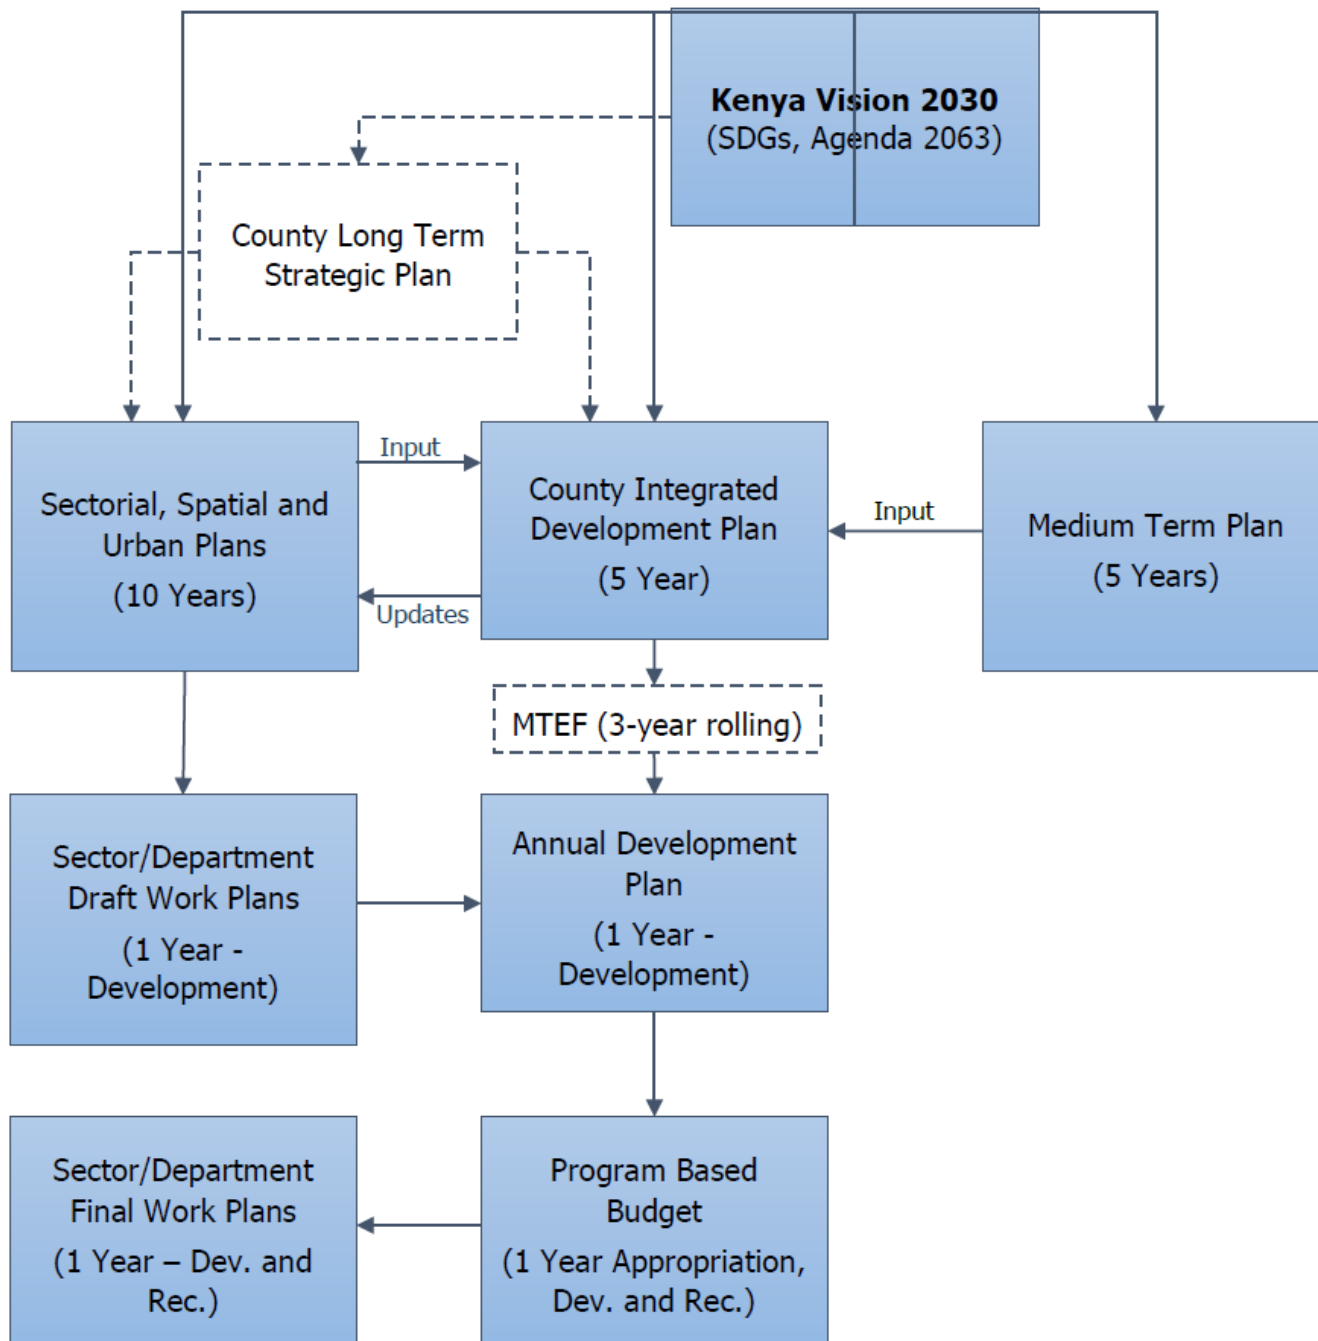 Kenya Vision 2030
(SDGs, Agenda 2063)
County Long Term
Strategic Plan
Sectorial, Spatial and
Urban Plans
(10 Years)
Input
Updates
County Integrated
Development Plan
(5 Year)
Input
Medium Term Plan
(5 Years)
MTEF (3-year rolling)
Sector/Department
Draft Work Plans
(1 Year -
Development)
Annual Development
Plan
(1 Year -
Development)
Sector/Department
Final Work Plans
(1 Year – Dev. and
Rec.)
Program Based
Budget
(1 Year Appropriation,
Dev. and Rec.)